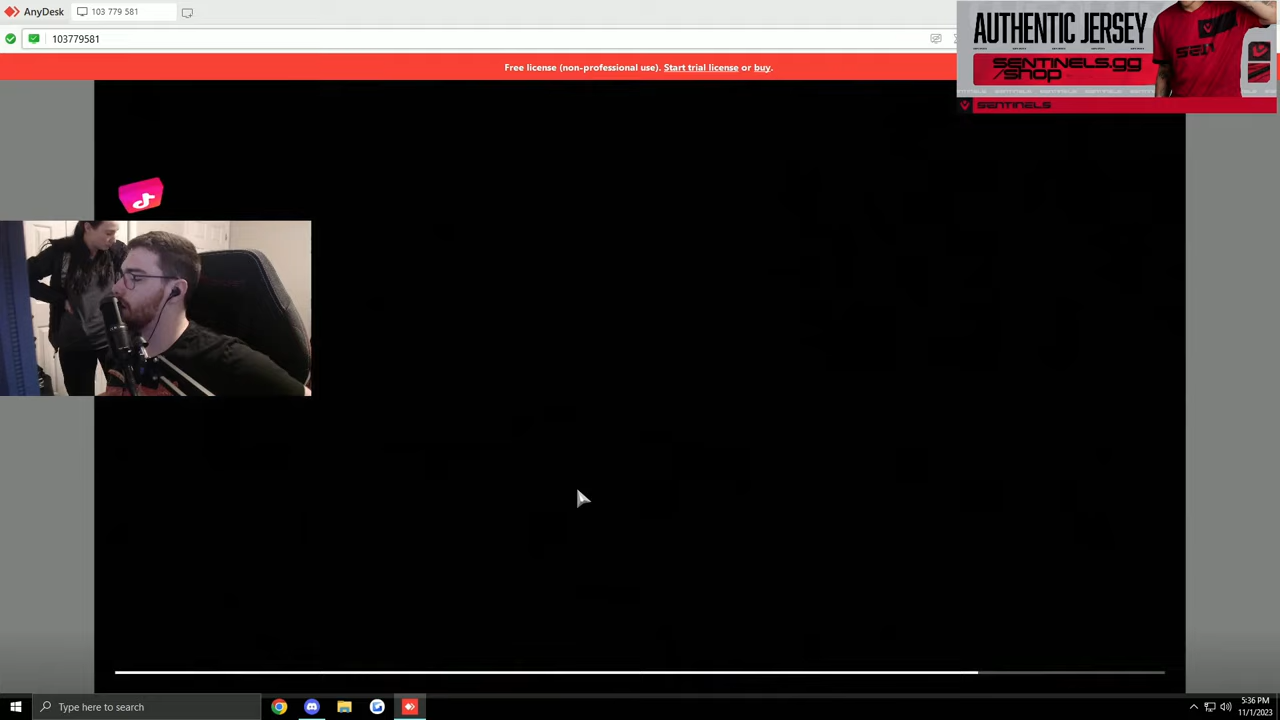 AnyDesk
103 779 581
103779581
Free license (non-professional use). Start trial license or buy.
AUTHENTIC JERSEY
SENTINELS.gg
/SHOP
SENTINELS
Type here to search
5:36 PM
11/1/2023